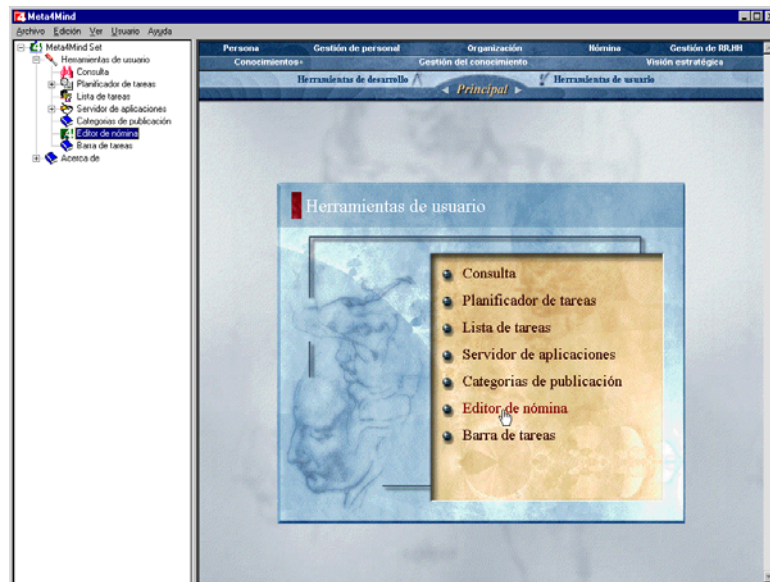 Meta4Mind
Archivo Edición Ver Usuario Ayuda
Meta4Mind Set
Herramientas de usuario
Consulta
Planificador de tareas
Lista de tareas
Servidor de aplicaciones
Categorias de publicación
Editor de nómina
Barra de tareas
Acerca de
Persona Gestión de personal Organización Nómina Gestión de RR.HH
Conocimientos Gestión del conocimiento Visión estratégica
Herramientas de desarrollo Herramientas de usuario
Principal
Herramientas de usuario
Consulta
Planificador de tareas
Lista de tareas
Servidor de aplicaciones
Categorias de publicación
Editor de nómina
Barra de tareas